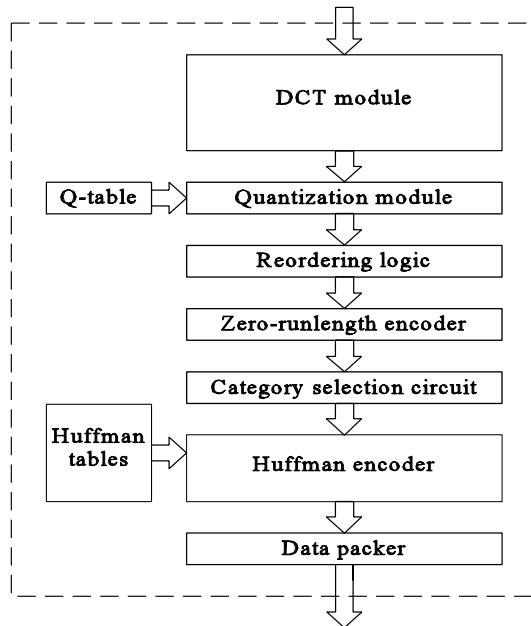 DCT module
Q-table
Quantization module
Reordering logic
Zero-runlength encoder
Category selection circuit
Huffman
tables
Huffman encoder
Data packer